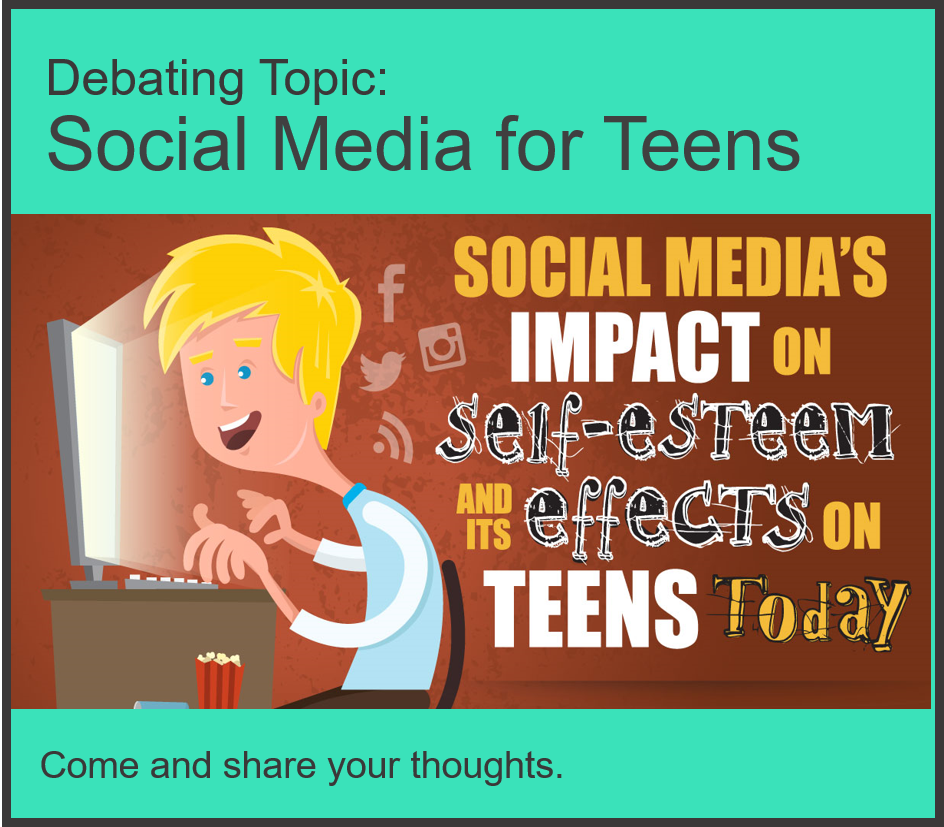 Debating Topic:
Social Media for Teens
SOCIAL MEDIA'S
IMPACT ON
Self-esteem
AND ITS effects ON
TEENS Today
Come and share your thoughts.